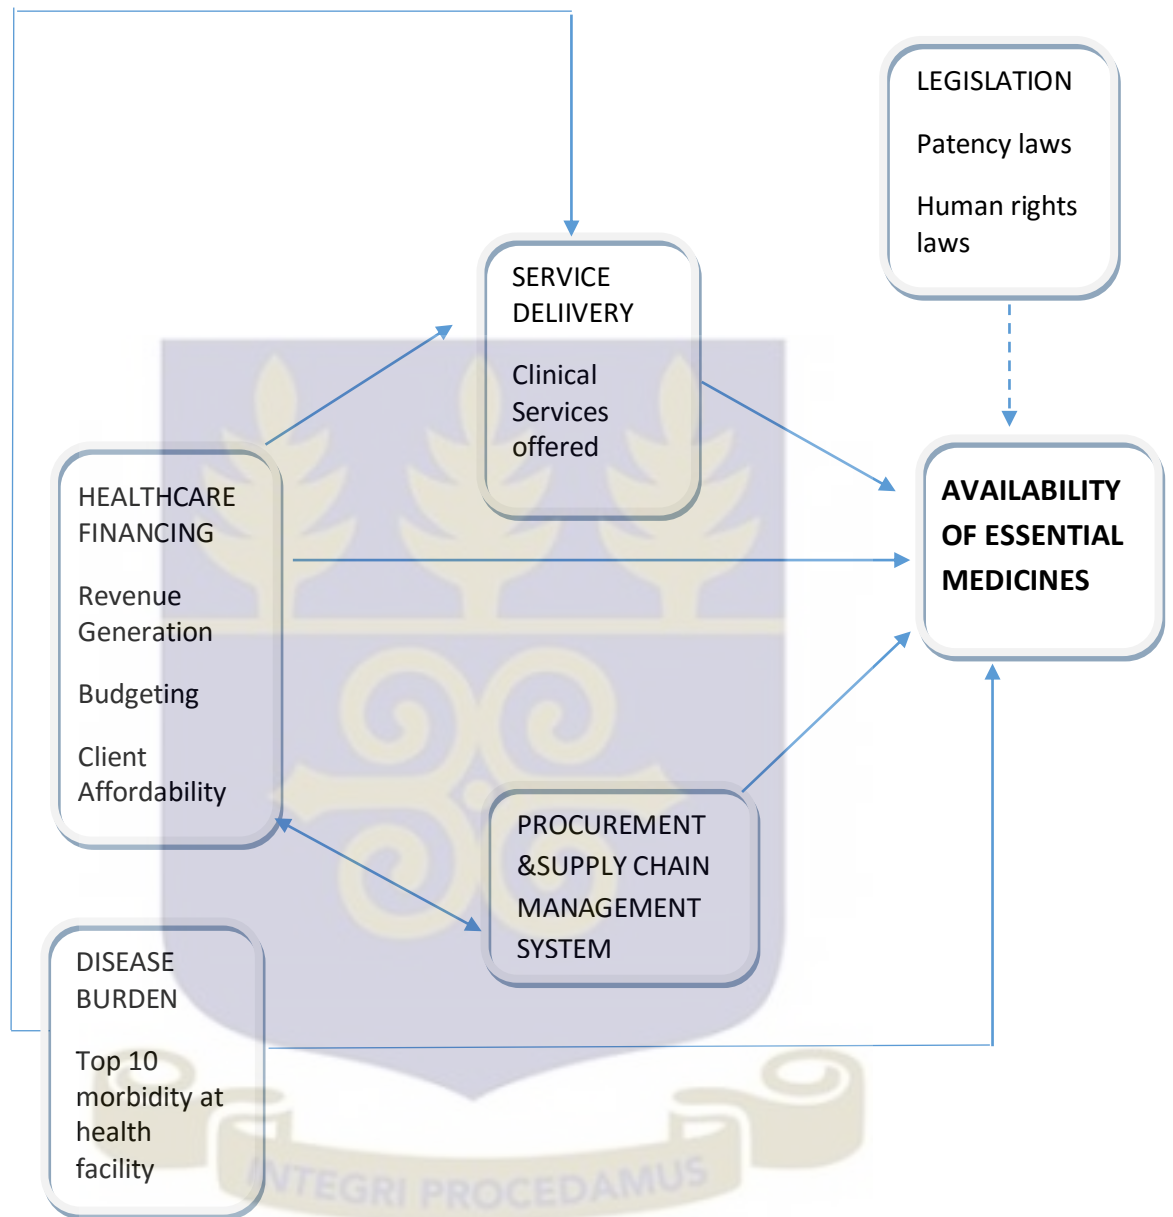 LEGISLATION
Patency laws
Human rights
laws
SERVICE
DELIIVERY
Clinical
Services
offered
HEALTHCARE
FINANCING
Revenue
Generation
Budgeting
Client
Affordability
AVAILABILITY
OF ESSENTIAL
MEDICINES
PROCUREMENT
&SUPPLY CHAIN
MANAGEMENT
SYSTEM
DISEASE
BURDEN
Top 10
morbidity at
health
facility
INTEGRI PROCEDAMUS